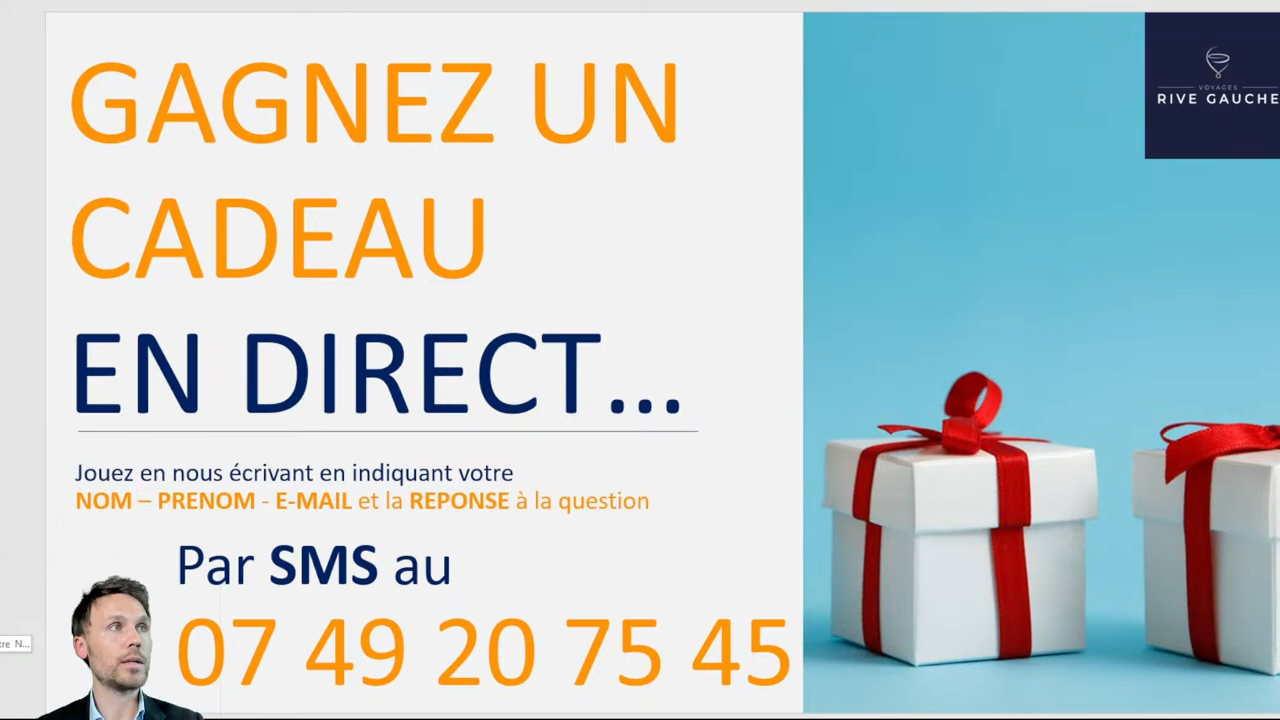 GAGNEZ UN
CADEAU
EN DIRECT...
Jouez en nous écrivant en indiquant votre
NOM – PRENOM - E-MAIL et la REPONSE à la question
Par SMS au
07 49 20 75 45
VOYAGES
RIVE GAUCHE
tre N...